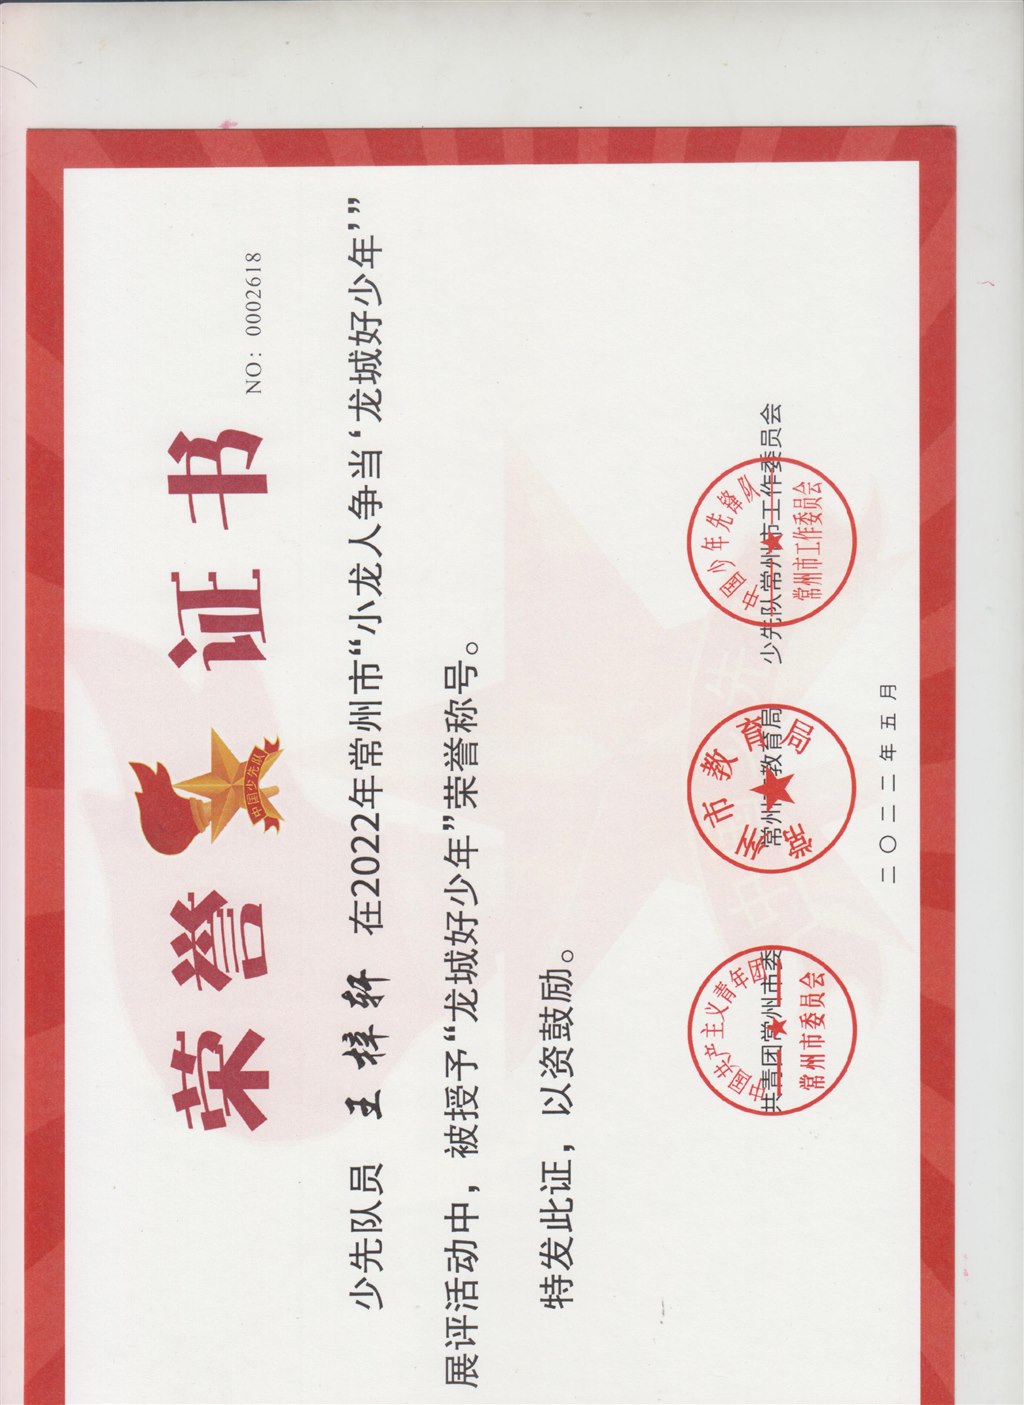 荣誉证书
中国少先队
NO: 0002618
少先队员 王梓轩 在2022年常州市“小龙人争当‘龙城好少年’”
展评活动中，被授予“龙城好少年”荣誉称号。
特发此证，以资鼓励。
共青团常州市委 常州市教育局 少先队常州市工作委员会
中国共产主义青年团
常州市委员会
常州市教育局
中国少年先锋队
常州市工作委员会
二〇二二年五月